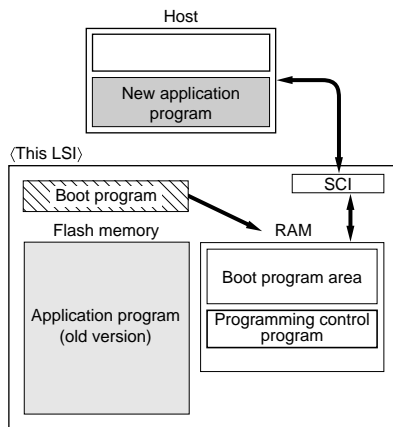 Host
New application
program
〈This LSI〉
SCI
Boot program
Flash memory
RAM
Boot program area
Application program
(old version)
Programming control
program